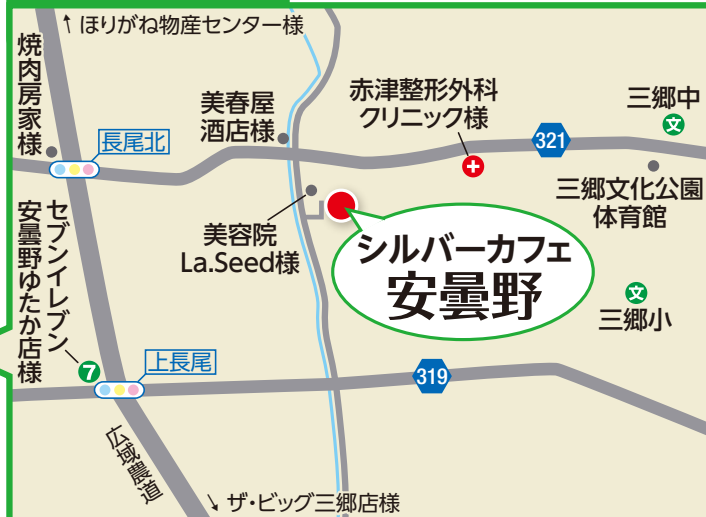 ↑ ほりがね物産センター様
焼肉房家様
長尾北
美春屋
酒店様
赤津整形外科
クリニック様
321
三郷中
文
三郷文化公園
体育館
美容院
La.Seed様
シルバーカフェ
安曇野
文
三郷小
セブンイレブン
安曇野ゆたか店様
7
上長尾
319
広域農道
↘ ザ・ビッグ三郷店様